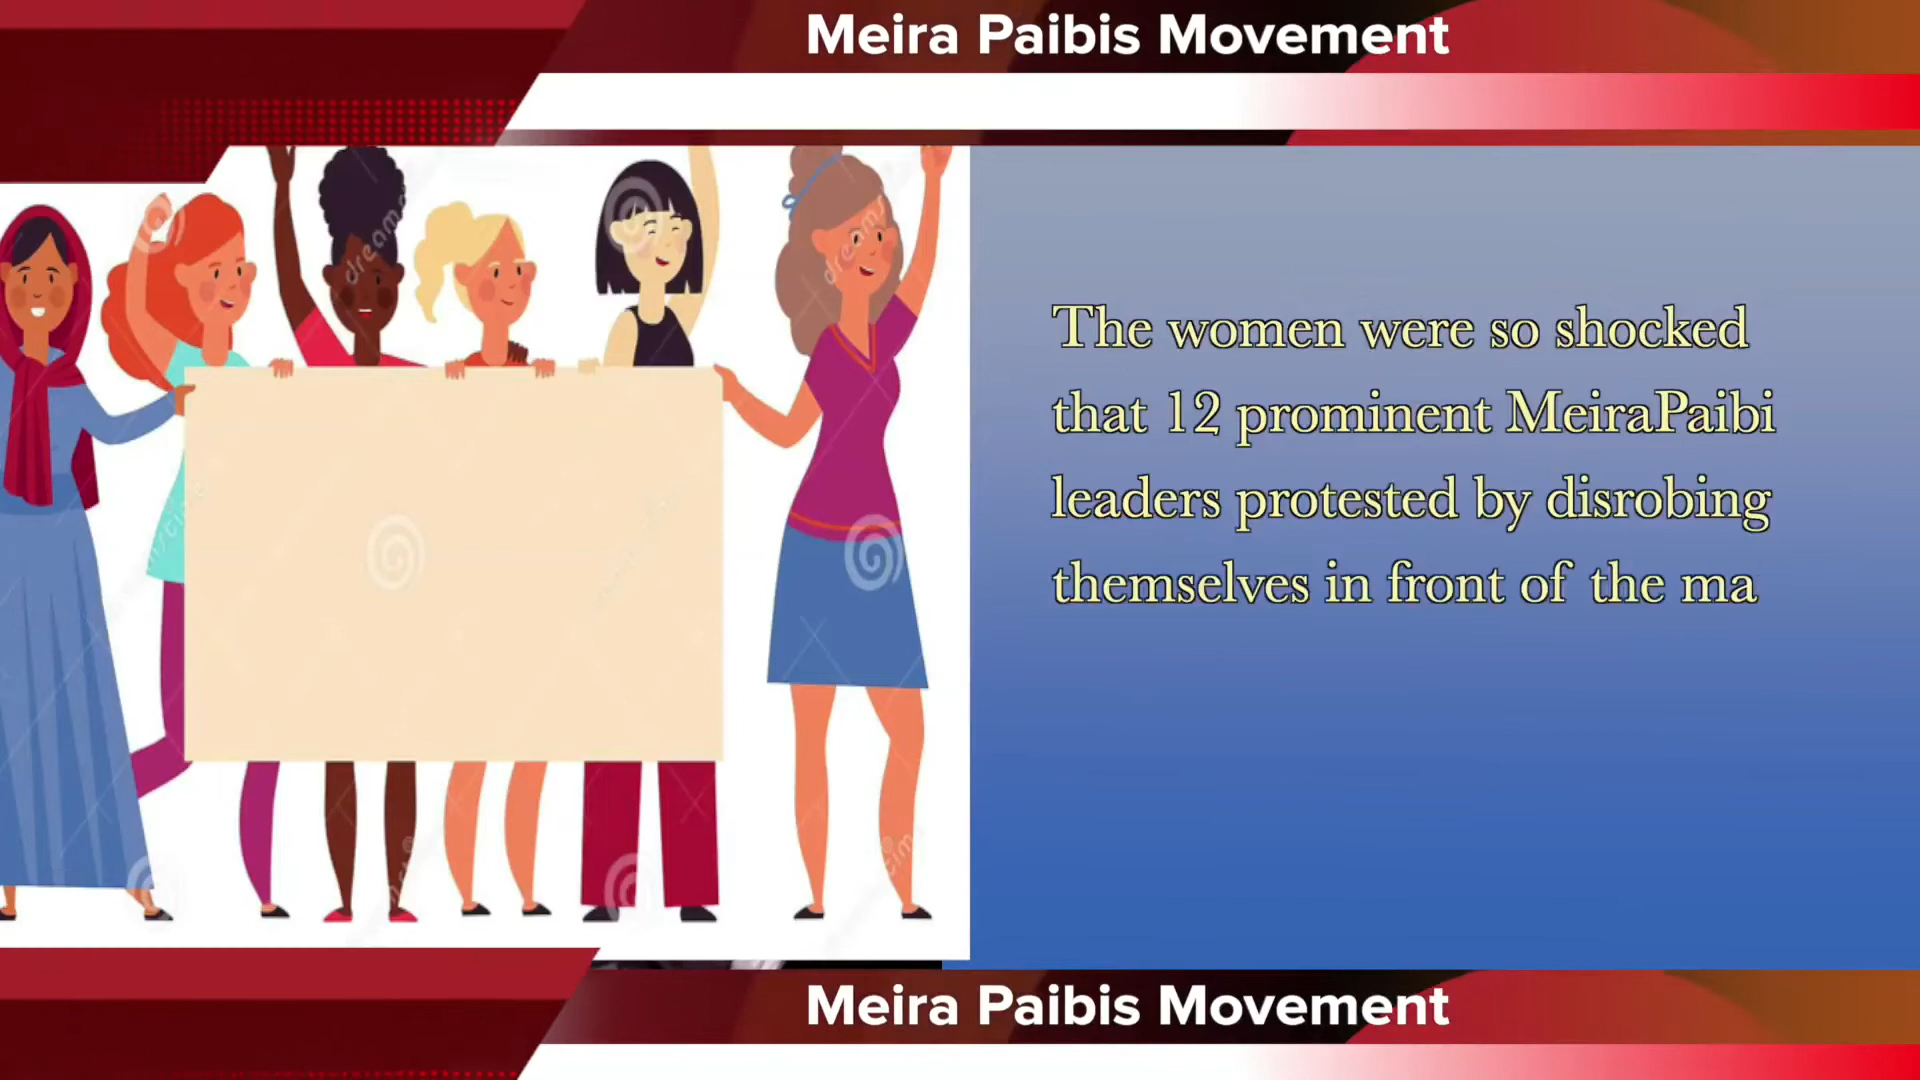 Meira Paibis Movement
The women were so shocked
that 12 prominent MeiraPaibi
leaders protested by disrobing
themselves in front of the ma
Meira Paibis Movement